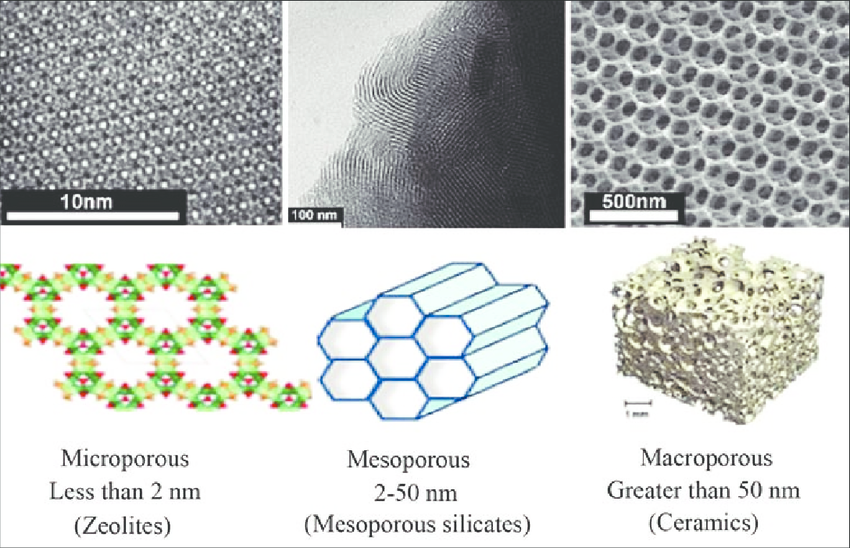 10nm
100 nm
500nm
1 mm
Microporous
Less than 2 nm
(Zeolites)
Mesoporous
2-50 nm
(Mesoporous silicates)
Macroporous
Greater than 50 nm
(Ceramics)